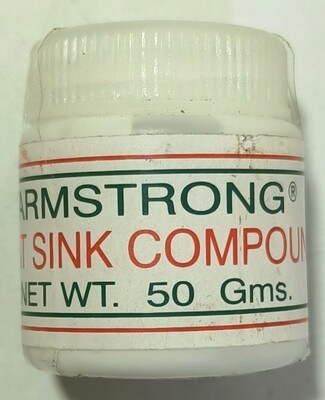 ARMSTRONG®
T SINK COMPOUN
NET WT. 50 Gms.